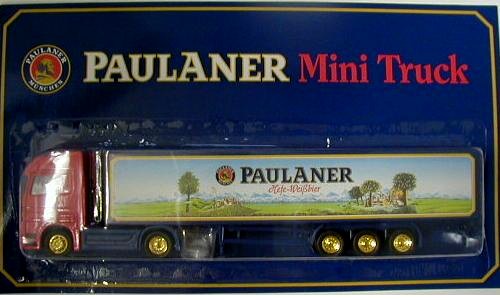 PAULANER
MÜNCHEN
PAULANER Mini Truck
PAULANER
Hefe-Weißbier